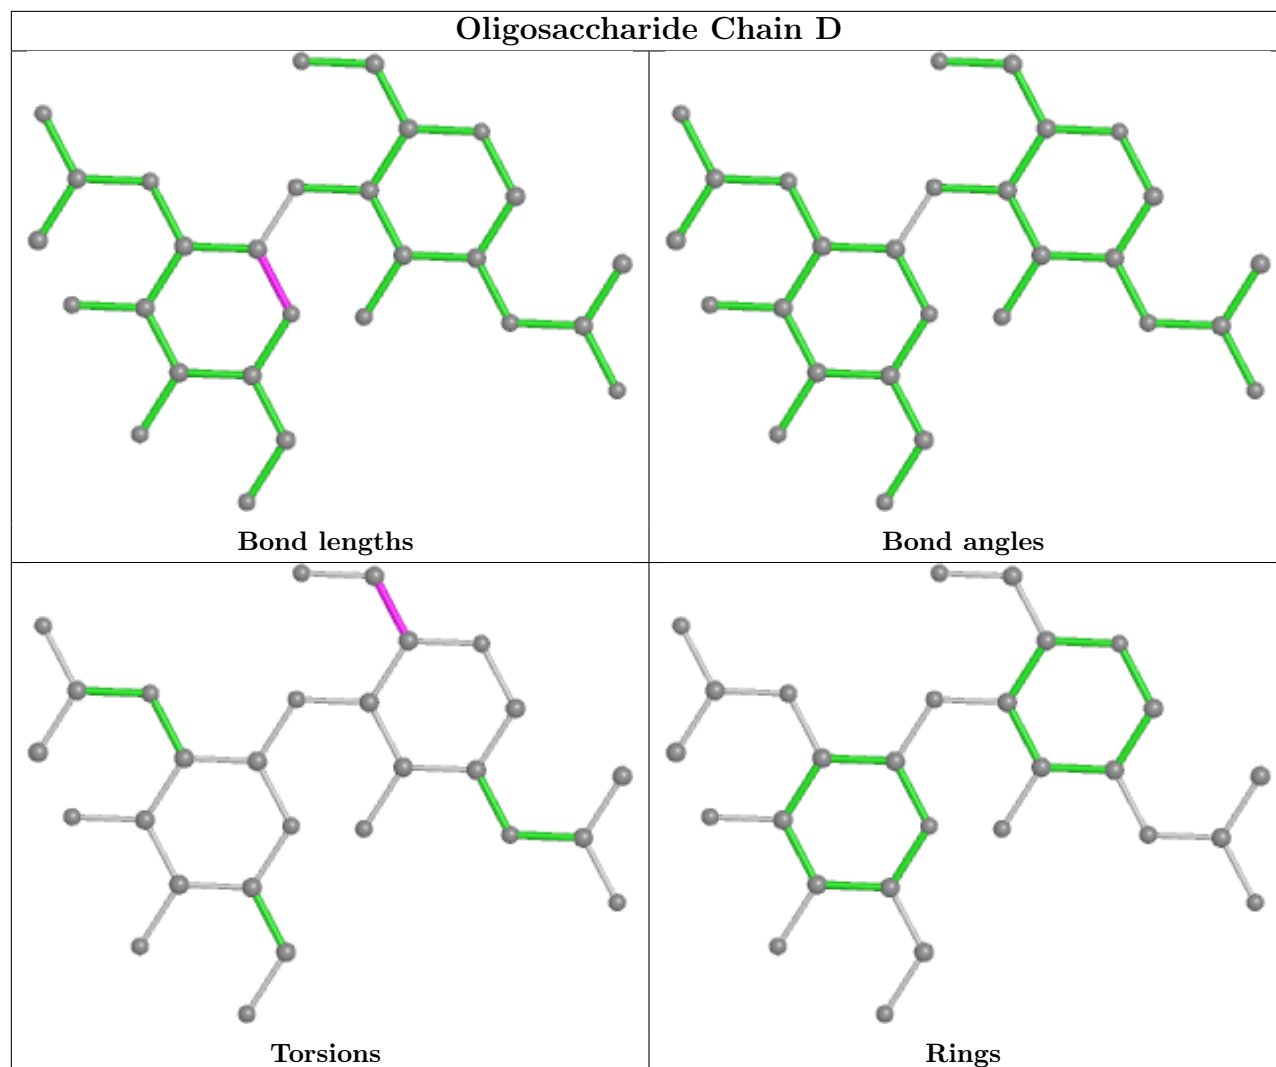 Oligosaccharide Chain D
Bond lengths
Bond angles
Torsions
Rings